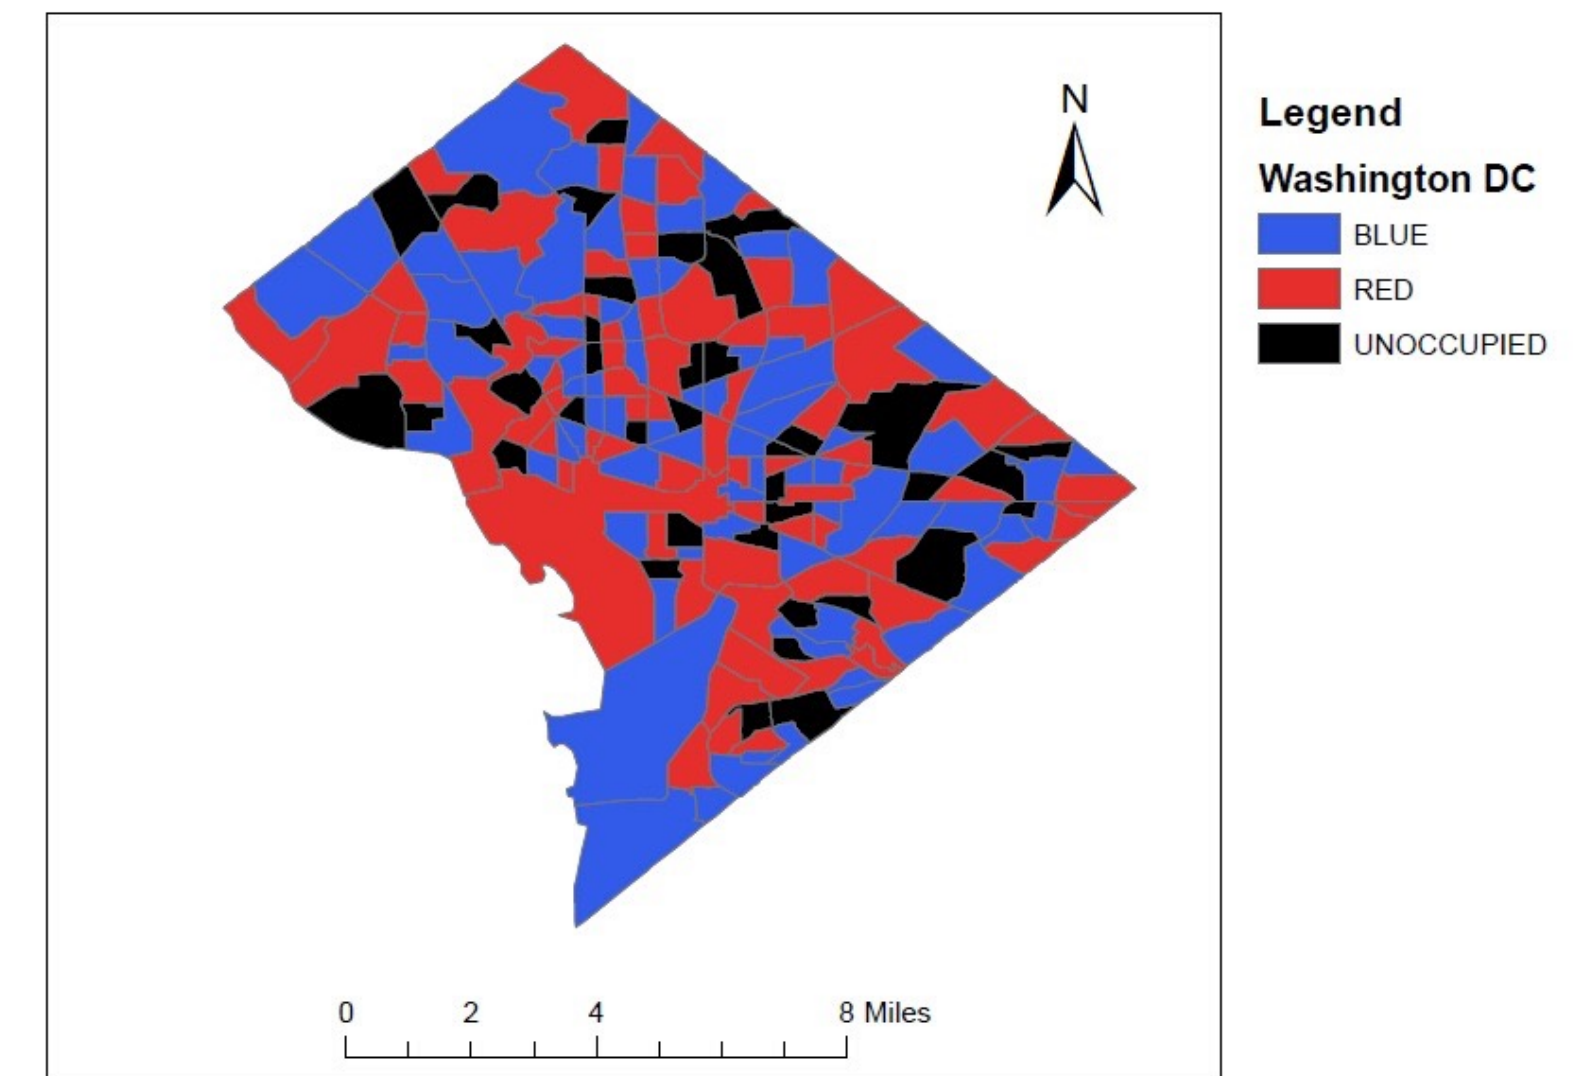 N
Legend
Washington DC
BLUE
RED
UNOCCUPIED
0 2 4 8 Miles